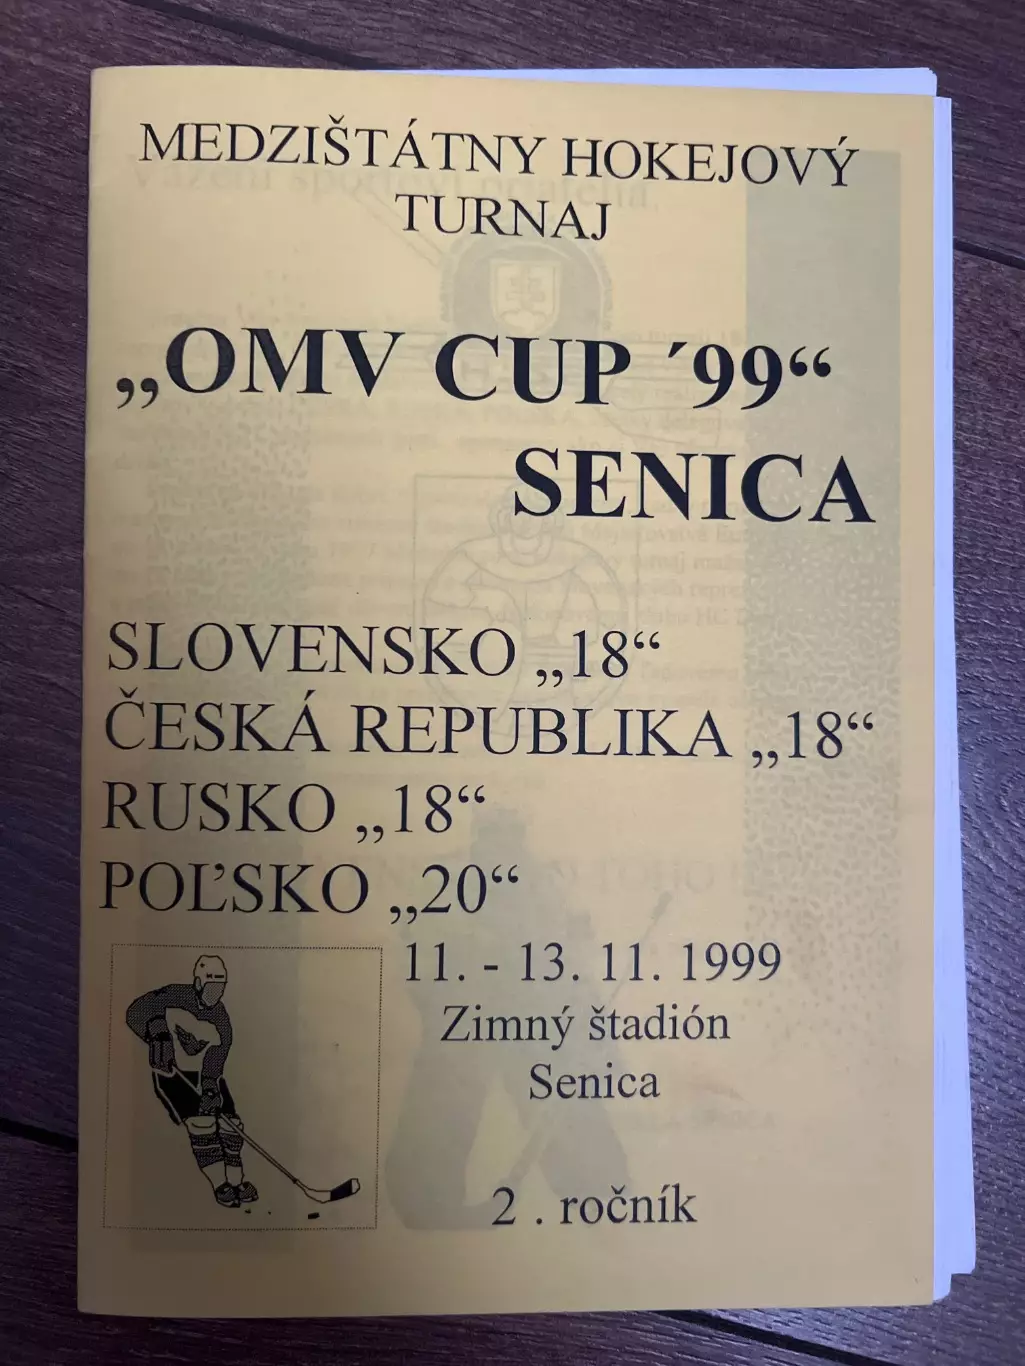 MEDZIŠTÁTNY HOKEJOVÝ
TURNAJ
„OMV CUP ´99“
SENICA
SLOVENSKO „18“
ČESKÁ REPUBLIKA „18“
RUSKO „18“
POĽSKO „20“
11. - 13. 11. 1999
Zimný štadión
Senica
2 . ročník